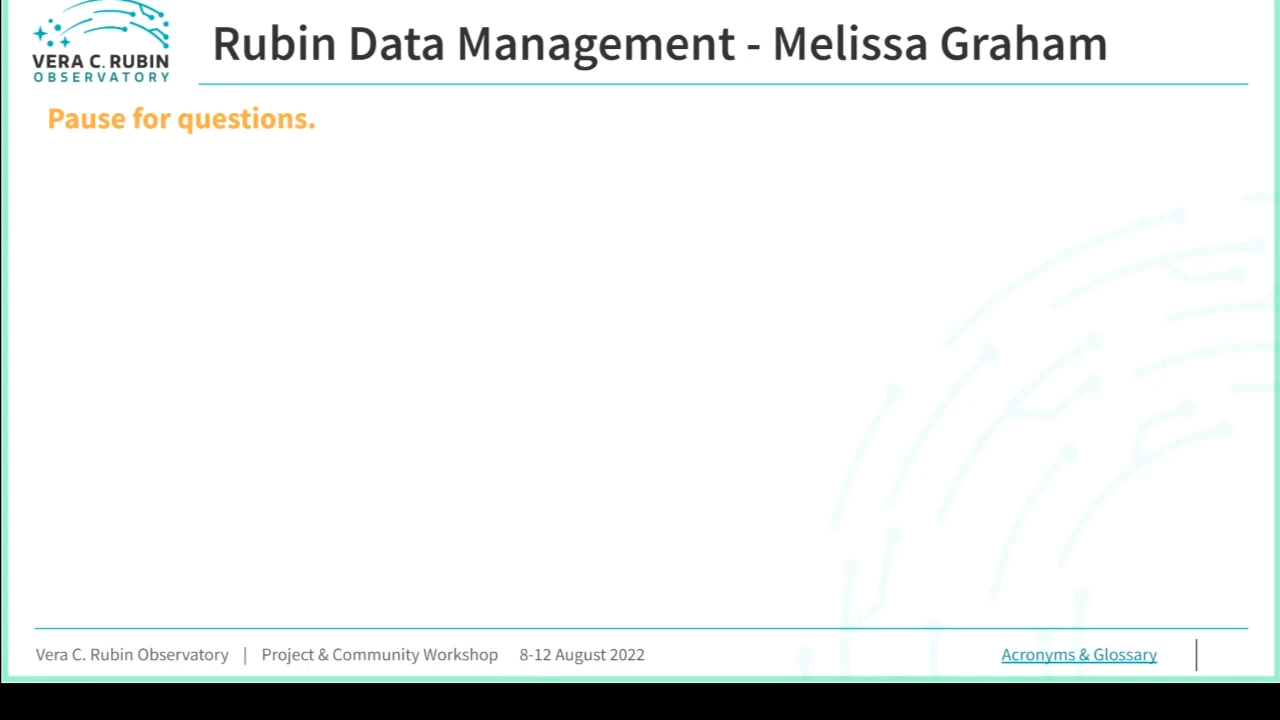 VERA C. RUBIN
OBSERVATORY
Rubin Data Management - Melissa Graham
Pause for questions.
Vera C. Rubin Observatory | Project & Community Workshop 8-12 August 2022
Acronyms & Glossary